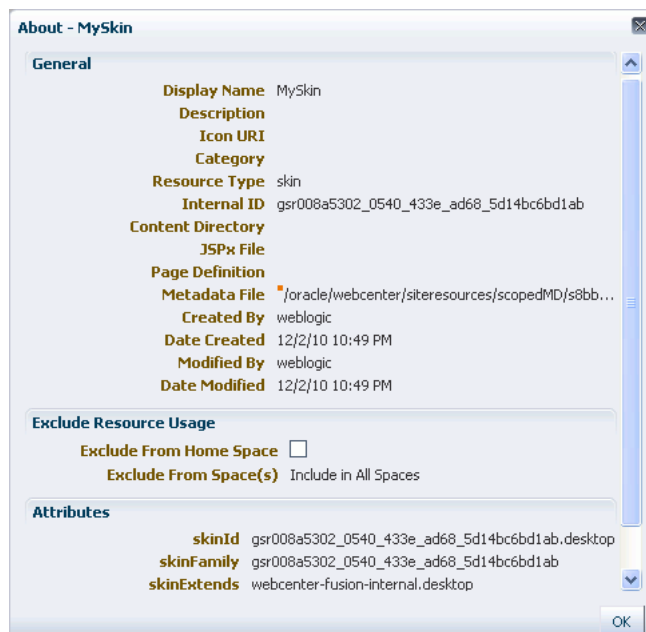 About - MySkin
General
Display Name MySkin
Description
Icon URI
Category
Resource Type skin
Internal ID gsr008a5302_0540_433e_ad68_5d14bc6bd1ab
Content Directory
JSPx File
Page Definition
Metadata File /oracle/webcenter/siteresources/scopedMD/s8bb...
Created By weblogic
Date Created 12/2/10 10:49 PM
Modified By weblogic
Date Modified 12/2/10 10:49 PM
Exclude Resource Usage
Exclude From Home Space
Exclude From Space(s) Include in All Spaces
Attributes
skinId gsr008a5302_0540_433e_ad68_5d14bc6bd1ab.desktop
skinFamily gsr008a5302_0540_433e_ad68_5d14bc6bd1ab
skinExtends webcenter-fusion-internal.desktop
OK